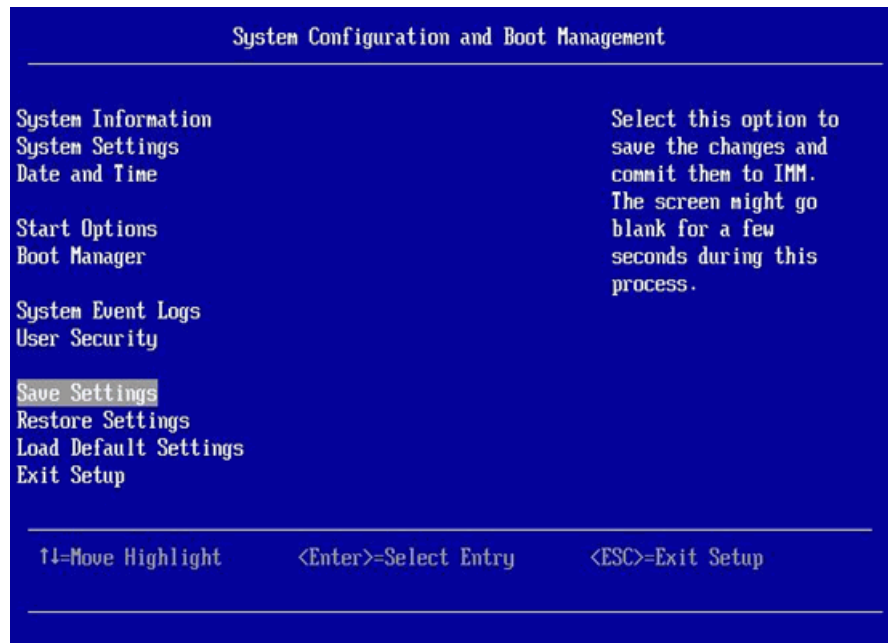 System Configuration and Boot Management
System Information
System Settings
Date and Time
Start Options
Boot Manager
System Event Logs
User Security
Save Settings
Restore Settings
Load Default Settings
Exit Setup
Select this option to
save the changes and
commit them to IMM.
The screen might go
blank for a few
seconds during this
process.
↑↓=Move Highlight <Enter>=Select Entry <ESC>=Exit Setup